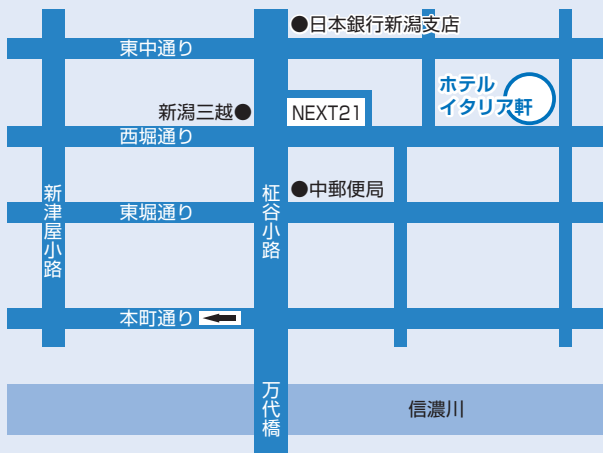 ●日本銀行新潟支店
東中通り
ホテル
イタリア軒
新潟三越●
NEXT21
西堀通り
●中郵便局
新津屋小路
柾谷小路
東堀通り
本町通り
万代橋
信濃川